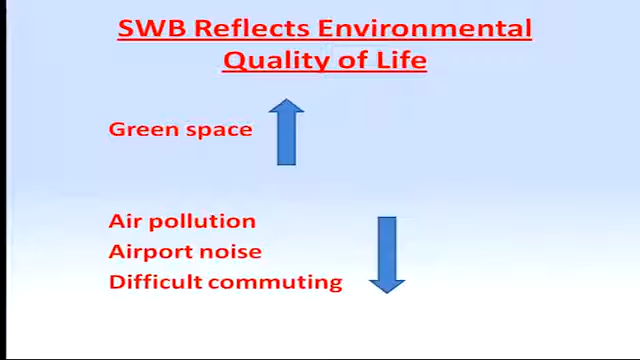 SWB Reflects Environmental
Quality of Life
Green space
Air pollution
Airport noise
Difficult commuting